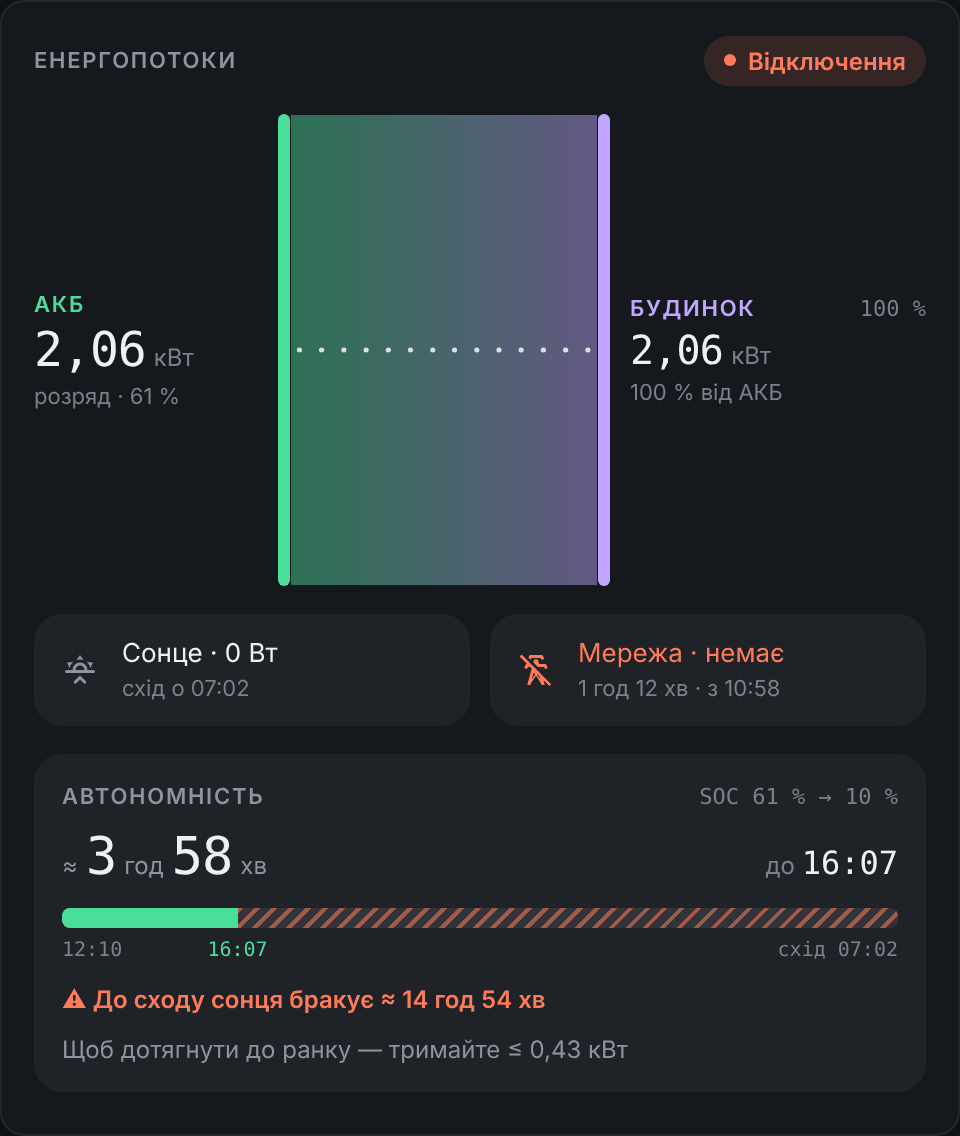 ЕНЕРГОПОТОКИ
Відключення
АКБ
2,06 кВт
розряд · 61 %
БУДИНОК 100 %
2,06 кВт
100 % від АКБ
Сонце · 0 Вт
схід о 07:02
Мережа · немає
1 год 12 хв · з 10:58
АВТОНОМНІСТЬ
SOC 61 % → 10 %
≈ 3 год 58 хв
до 16:07
12:10 16:07 схід 07:02
До сходу сонця бракує ≈ 14 год 54 хв
Щоб дотягнути до ранку — тримайте ≤ 0,43 кВт